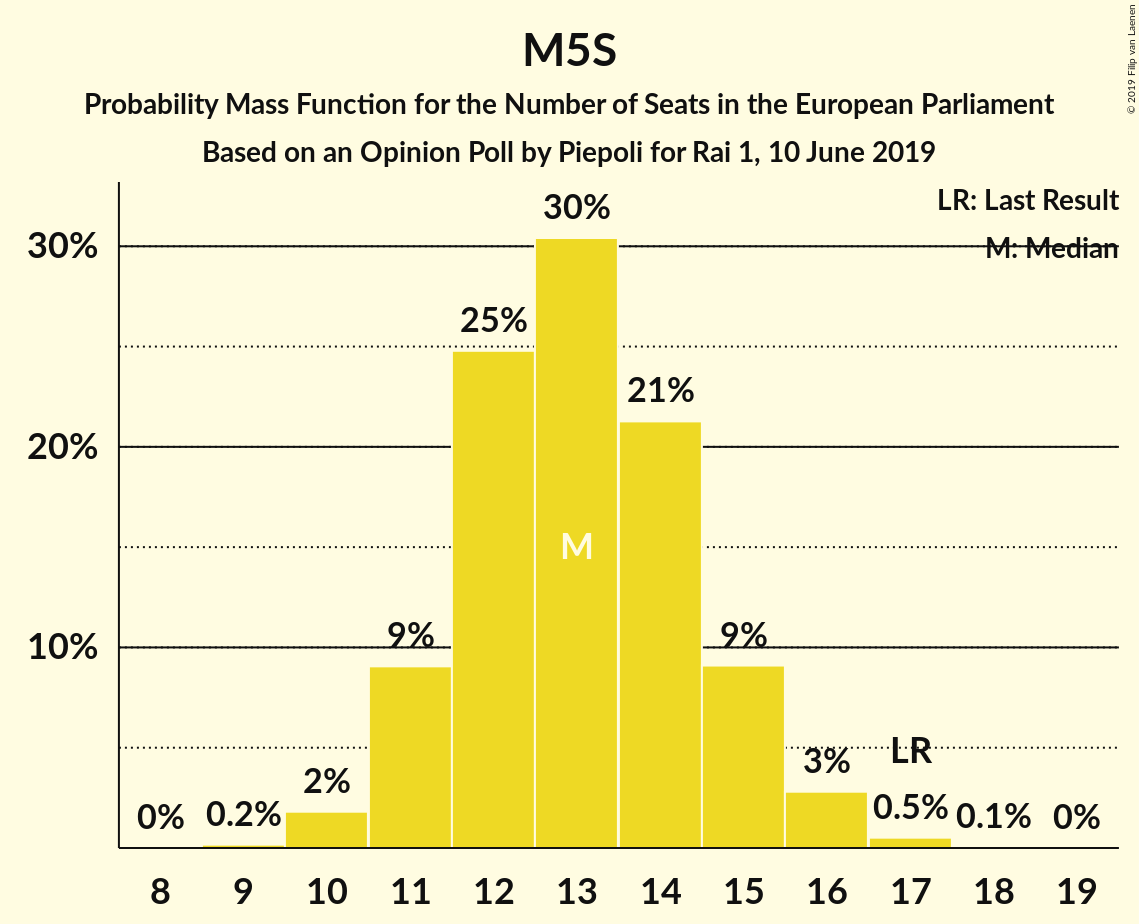 M5S
Probability Mass Function for the Number of Seats in the European Parliament
Based on an Opinion Poll by Piepoli for Rai 1, 10 June 2019
© 2019 Filip van Laenen
LR: Last Result
M: Median
30%
20%
10%
0%
0.2%
2%
9%
25%
30%
M
21%
9%
3%
LR
0.5%
0.1%
0%
8 9 10 11 12 13 14 15 16 17 18 19